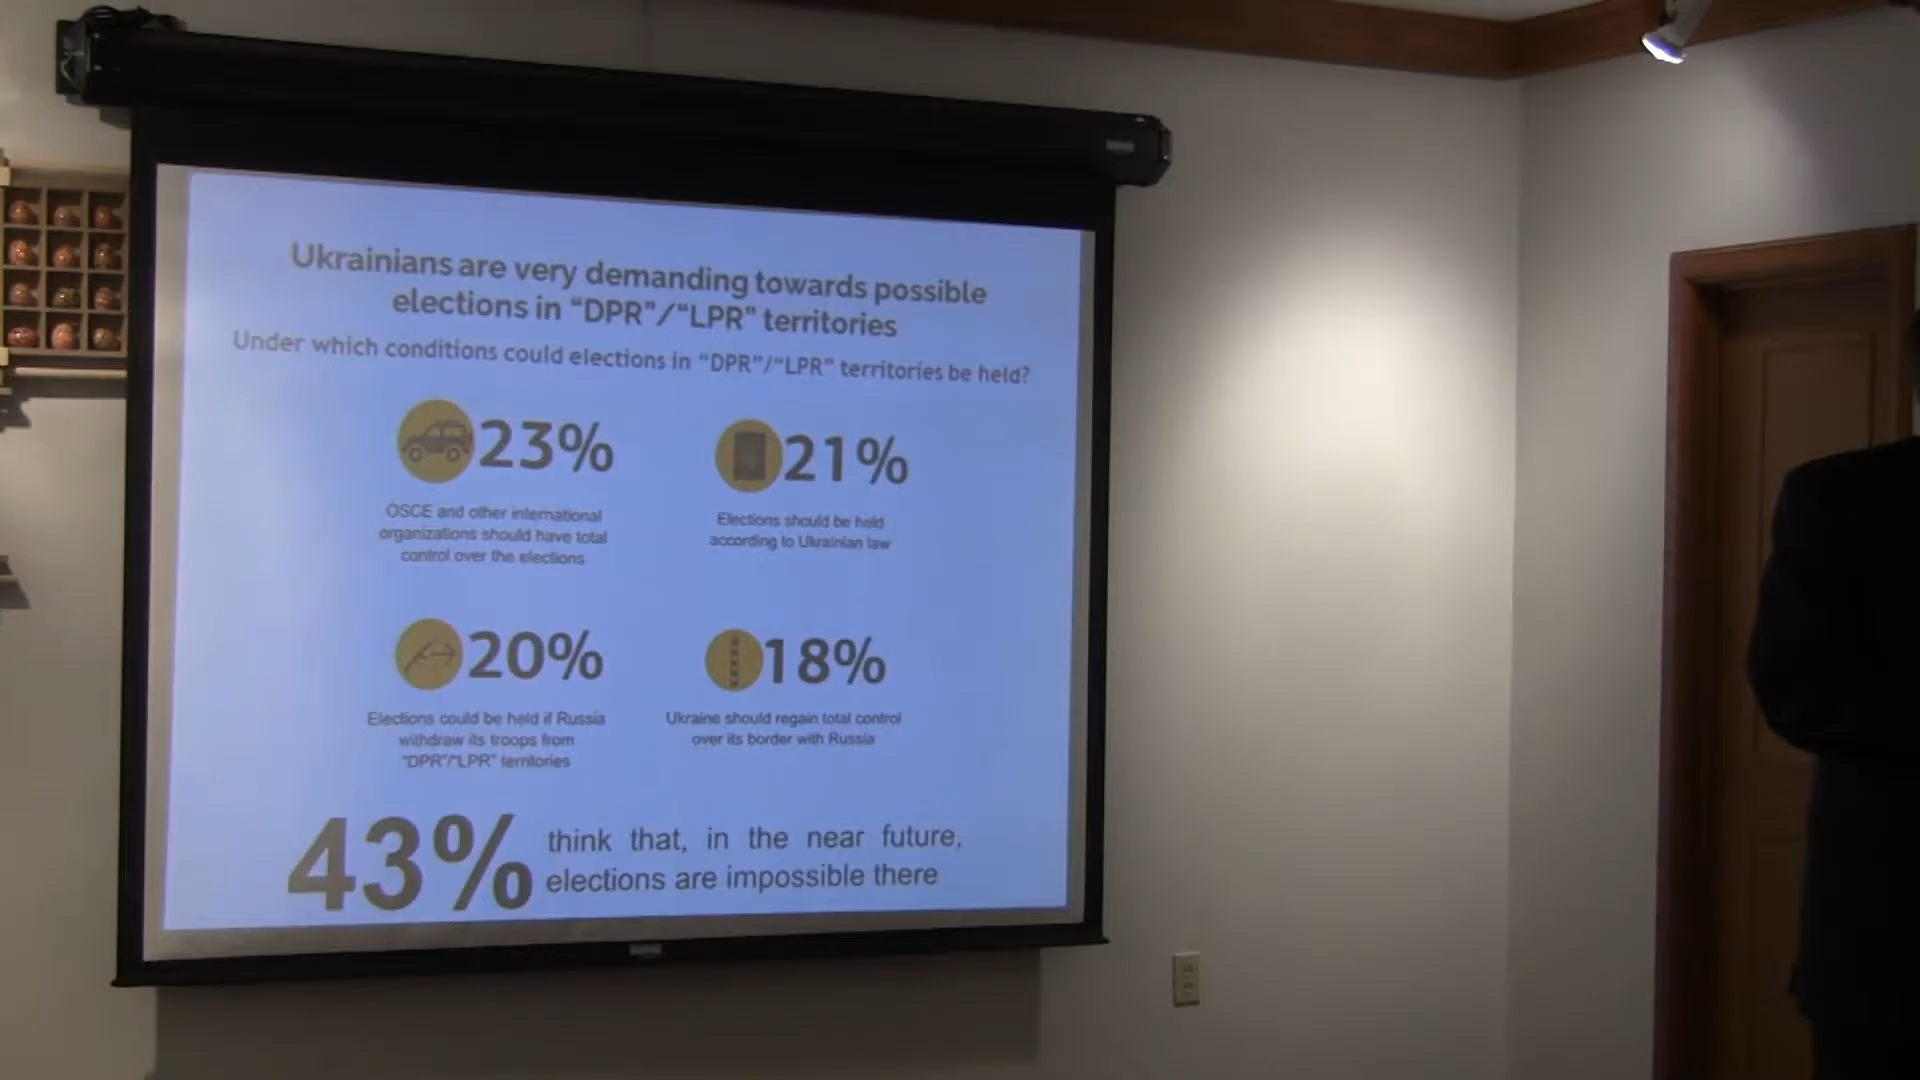 Ukrainians are very demanding towards possible
elections in “DPR”/“LPR” territories
Under which conditions could elections in “DPR”/“LPR” territories be held?
23%
OSCE and other international
organizations should have total
control over the elections
21%
Elections should be held
according to Ukrainian law
20%
Elections could be held if Russia
withdraw its troops from
“DPR”/“LPR” territories
18%
Ukraine should regain total control
over its border with Russia
43%
think that, in the near future,
elections are impossible there